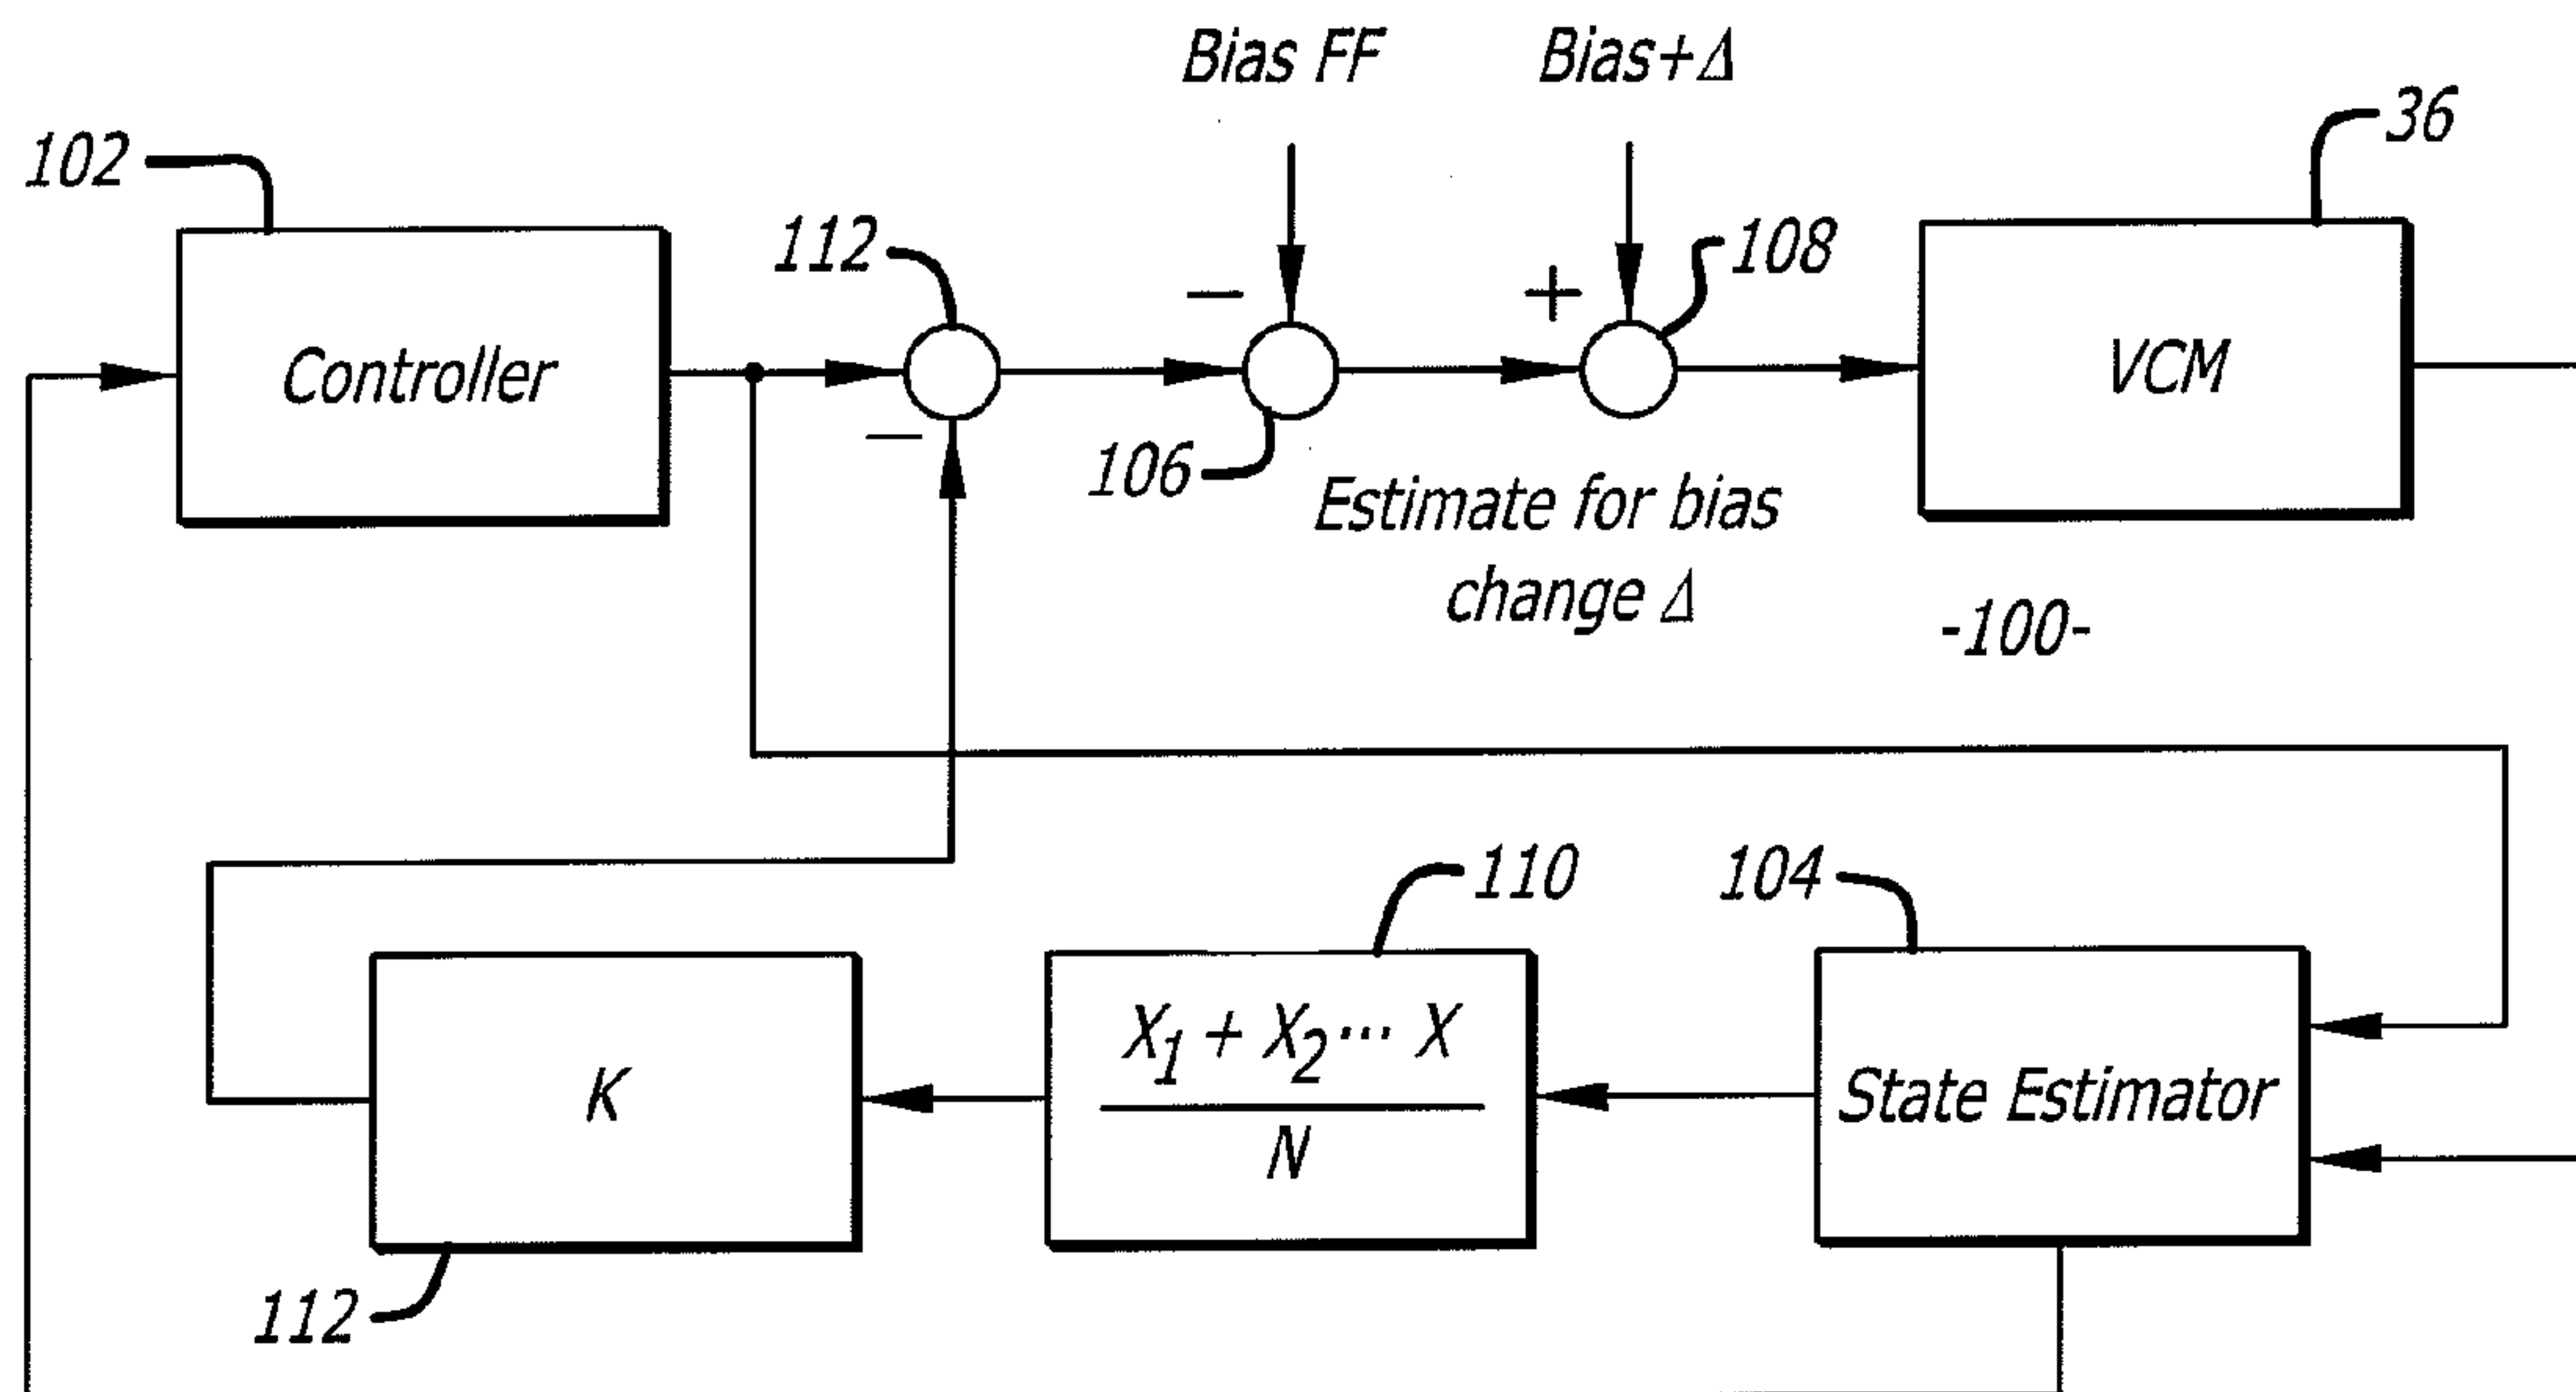 Bias FF
Bias+Δ
36
102
112
108
−
+
Controller
VCM
−
106
Estimate for bias
change Δ
-100-
110
104
X1 + X2 ... X
N
K
State Estimator
112